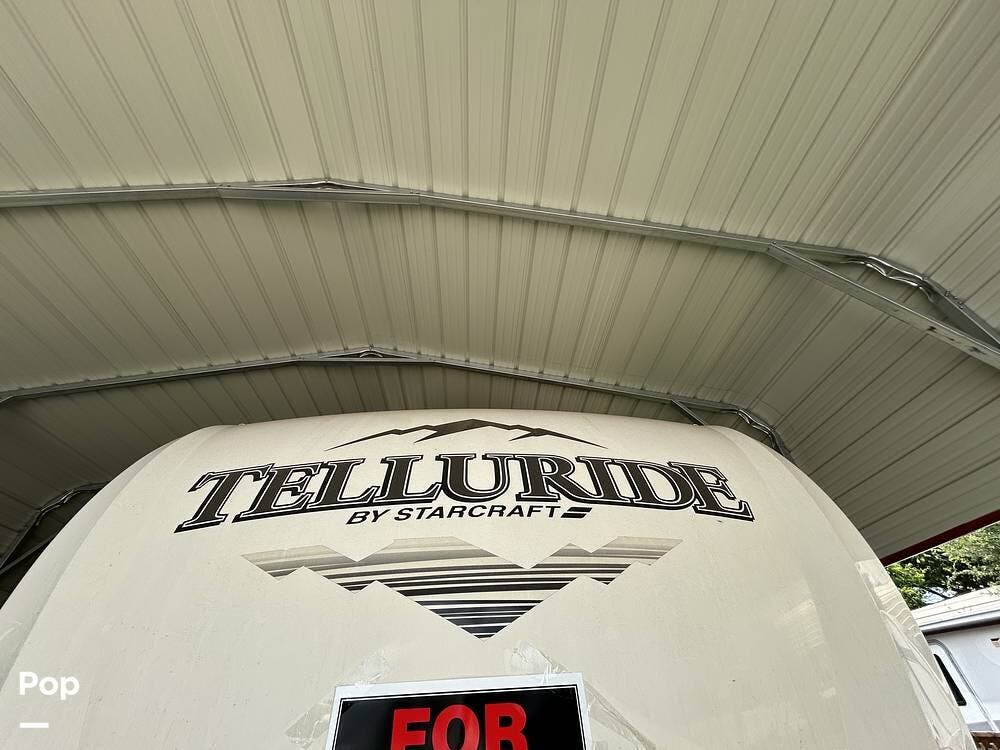 TELLURIDE
BY STARCRAFT
FOR
Pop